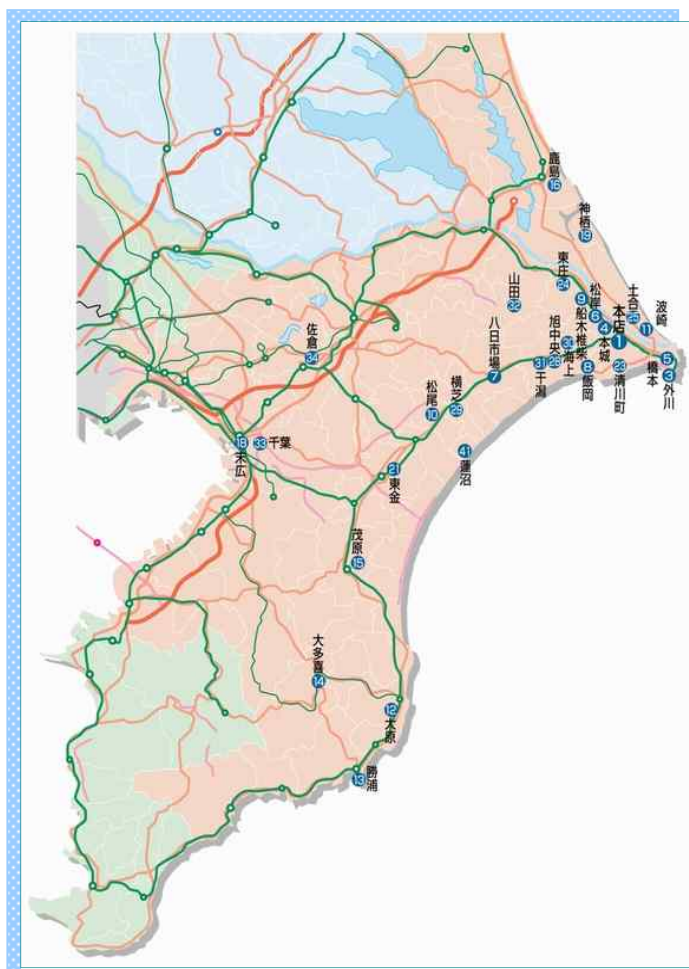 鹿島
16
神栖
19
東庄
24
山田
32
松岸
9
船木椎柴
6
本店
1
4
本城
土合
25
波崎
11
八日市場
7
旭中央
26
30
海上
31
干潟
8
飯岡
23
清川町
橋本
5
3
外川
佐倉
34
松尾
10
横芝
29
41
蓮沼
18
末広
33
千葉
21
東金
茂原
15
大多喜
14
12
大原
13
勝浦